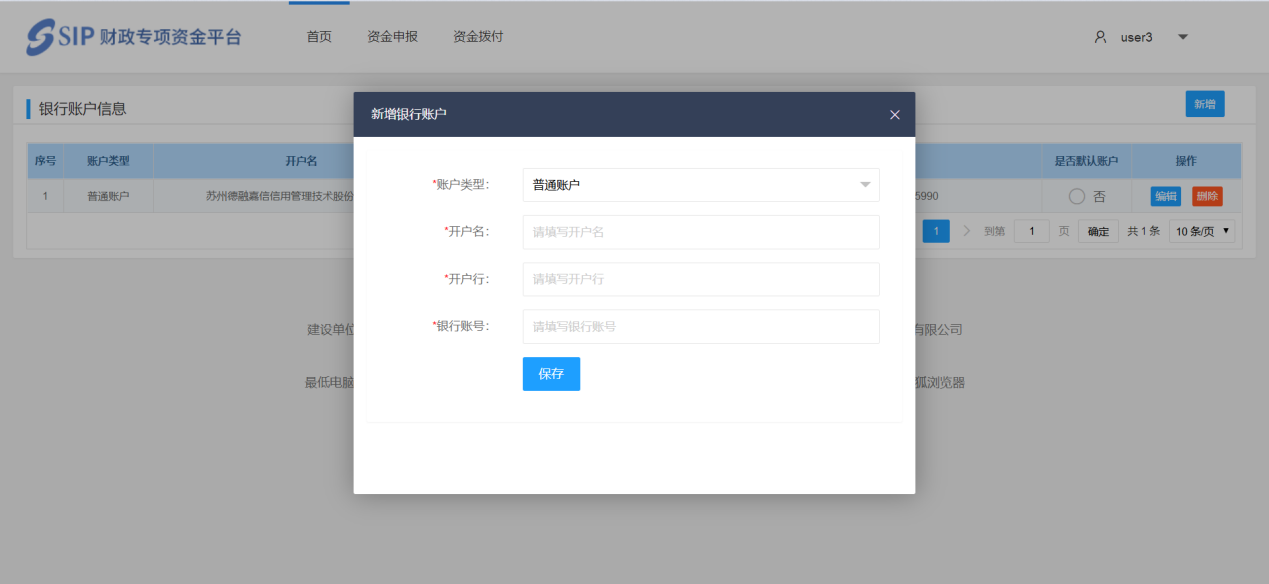 SIP 财政专项资金平台
首页 资金申报 资金拨付
user3
银行账户信息
新增
序号 账户类型 开户名 是否默认账户 操作
1 普通账户 苏州德融嘉信信用管理技术股份 5990 否 编辑 删除
1 到第 1 页 确定 共 1 条 10 条/页
新增银行账户
*账户类型: 普通账户
*开户名: 请填写开户名
*开户行: 请填写开户行
*银行账号: 请填写银行账号
保存
建设单位 有限公司
最低电脑 狐浏览器